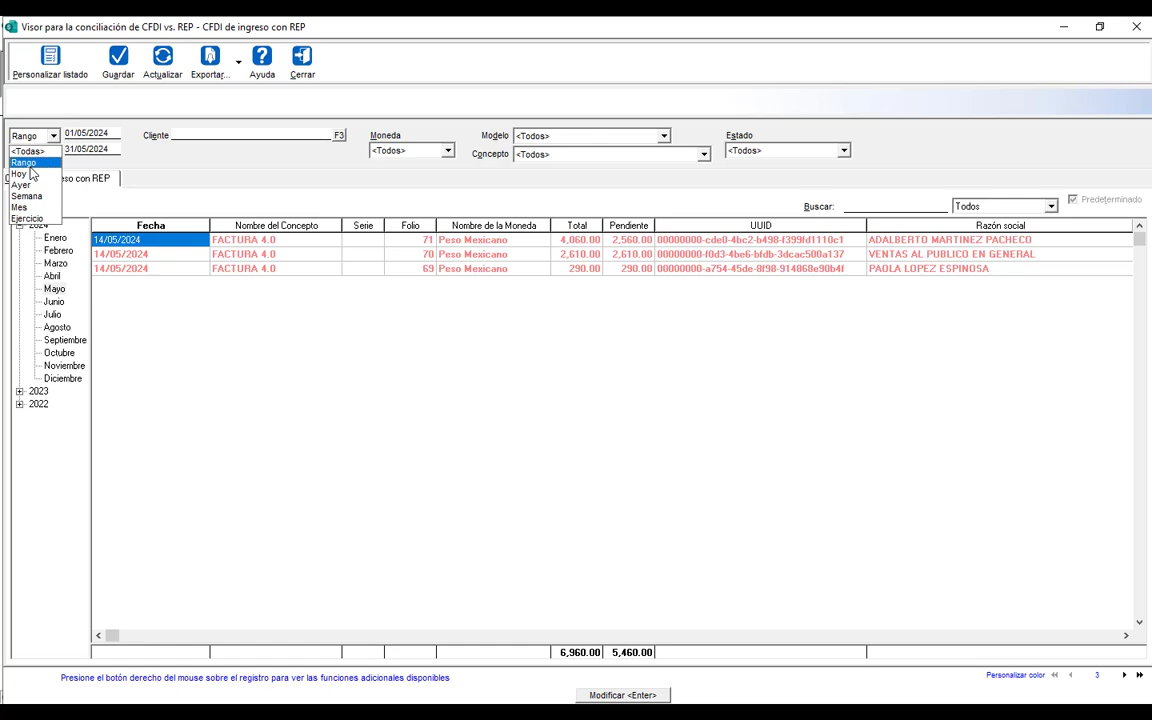 Visor para la conciliación de CFDI vs. REP - CFDI de ingreso con REP
Personalizar listado Guardar Actualizar Exportar... Ayuda Cerrar
Rango 01/05/2024 Cliente F3 Moneda Modelo <Todos> Estado
<Todas> 31/05/2024 <Todos> Concepto <Todos> <Todos>
Rango
Hoy
Ayer
Semana
Mes
Ejercicio
eso con REP
Buscar: Todos Predeterminado
Fecha Nombre del Concepto Serie Folio Nombre de la Moneda Total Pendiente UUID Razón social
14/05/2024 FACTURA 4.0 71 Peso Mexicano 4,060.00 2,560.00 00000000-cde0-4bc2-b498-f399fd1110c1 ADALBERTO MARTINEZ PACHECO
14/05/2024 FACTURA 4.0 70 Peso Mexicano 2,610.00 2,610.00 00000000-f0d3-4be6-bfdb-3dcac500a137 VENTAS AL PUBLICO EN GENERAL
14/05/2024 FACTURA 4.0 69 Peso Mexicano 290.00 290.00 00000000-a754-45de-8f98-914868e90b4f PAOLA LOPEZ ESPINOSA
2024
Enero
Febrero
Marzo
Abril
Mayo
Junio
Julio
Agosto
Septiembre
Octubre
Noviembre
Diciembre
2023
2022
6,960.00 5,460.00
Presione el botón derecho del mouse sobre el registro para ver las funciones adicionales disponibles
Personalizar color 3
Modificar <Enter>